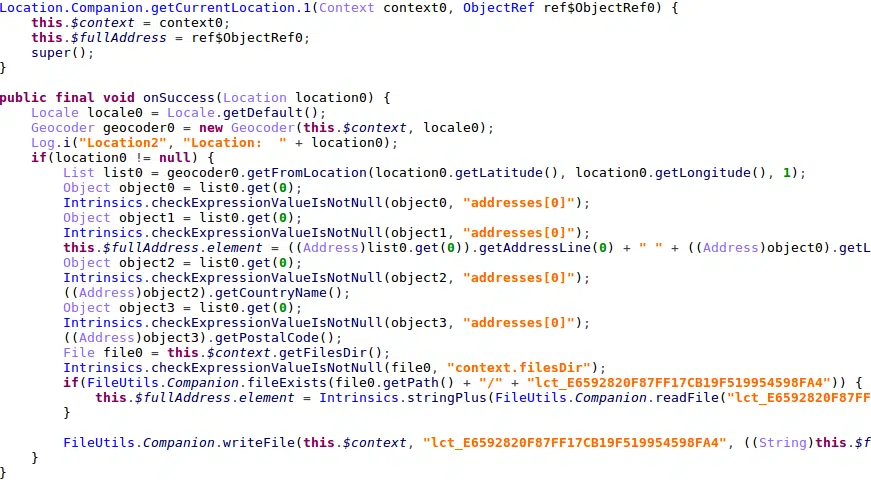 Location.Companion.getCurrentLocation.1(Context context0, ObjectRef ref$ObjectRef0) {
    this.$context = context0;
    this.$fullAddress = ref$ObjectRef0;
    super();
}

public final void onSuccess(Location location0) {
    Locale locale0 = Locale.getDefault();
    Geocoder geocoder0 = new Geocoder(this.$context, locale0);
    Log.i("Location2", "Location:  " + location0);
    if(location0 != null) {
        List list0 = geocoder0.getFromLocation(location0.getLatitude(), location0.getLongitude(), 1);
        Object object0 = list0.get(0);
        Intrinsics.checkExpressionValueIsNotNull(object0, "addresses[0]");
        Object object1 = list0.get(0);
        Intrinsics.checkExpressionValueIsNotNull(object1, "addresses[0]");
        this.$fullAddress.element = ((Address)list0.get(0)).getAddressLine(0) + " " + ((Address)object0).getL
        Object object2 = list0.get(0);
        Intrinsics.checkExpressionValueIsNotNull(object2, "addresses[0]");
        ((Address)object2).getCountryName();
        Object object3 = list0.get(0);
        Intrinsics.checkExpressionValueIsNotNull(object3, "addresses[0]");
        ((Address)object3).getPostalCode();
        File file0 = this.$context.getFilesDir();
        Intrinsics.checkExpressionValueIsNotNull(file0, "context.filesDir");
        if(FileUtils.Companion.fileExists(file0.getPath() + "/" + "lct_E6592820F87FF17CB19F519954598FA4")) {
            this.$fullAddress.element = Intrinsics.stringPlus(FileUtils.Companion.readFile("lct_E6592820F87FF
        }

        FileUtils.Companion.writeFile(this.$context, "lct_E6592820F87FF17CB19F519954598FA4", ((String)this.$f
    }
}